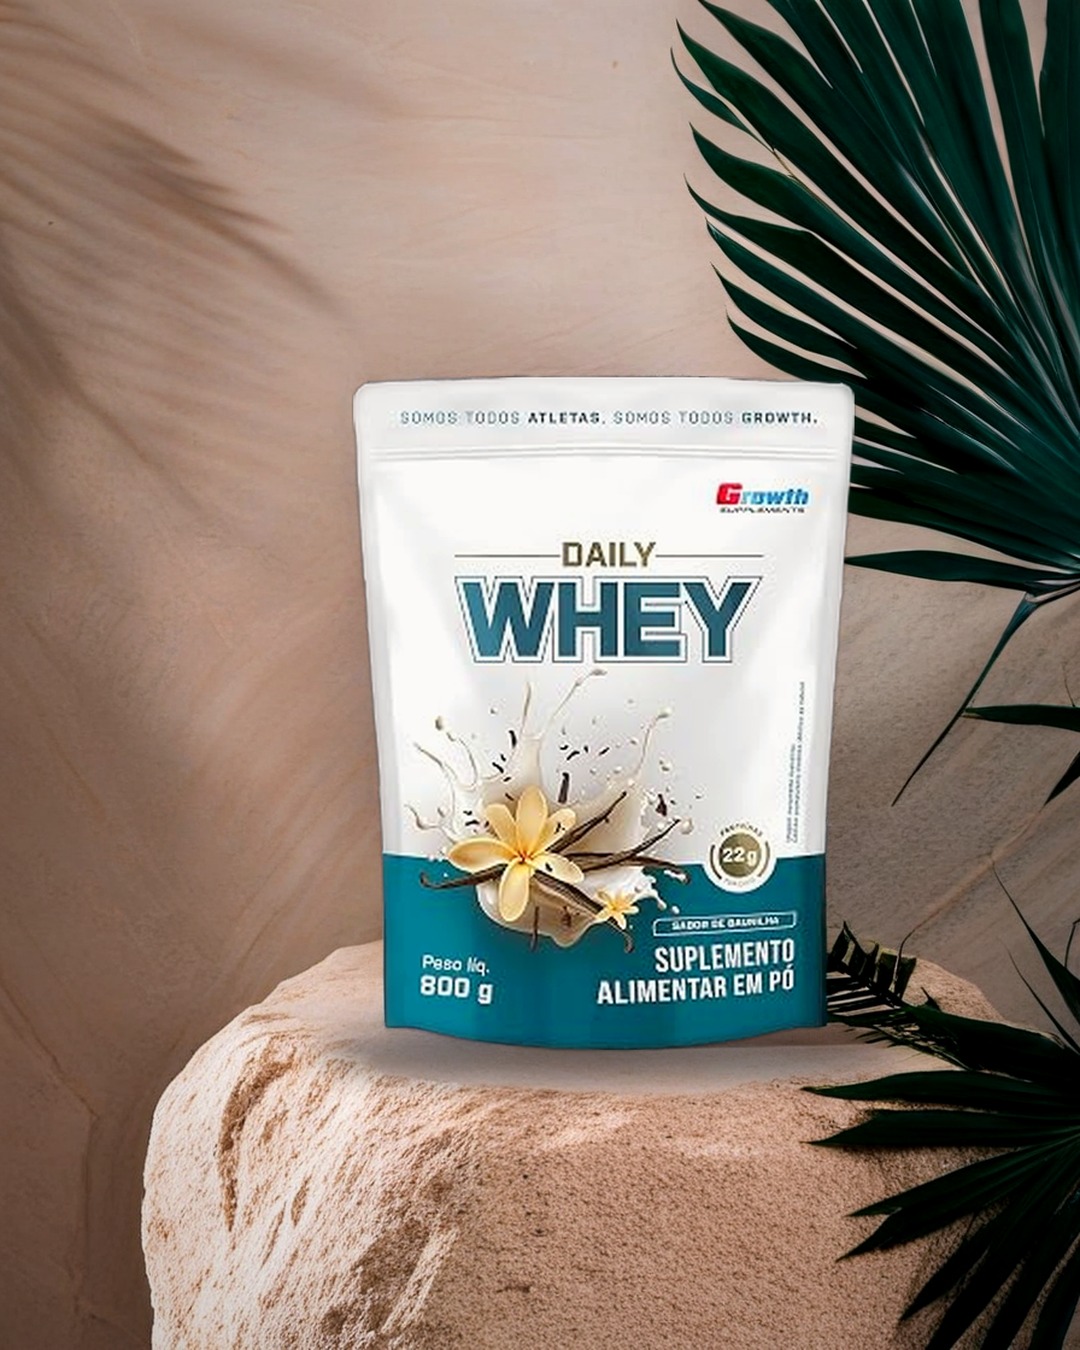 SOMOS TODOS ATLETAS. SOMOS TODOS GROWTH.
Growth
SUPPLEMENTS
DAILY
WHEY
PROTEÍNAS
22g
SABOR DE BAUNILHA
SUPLEMENTO
ALIMENTAR EM PÓ
Peso líq.
800 g